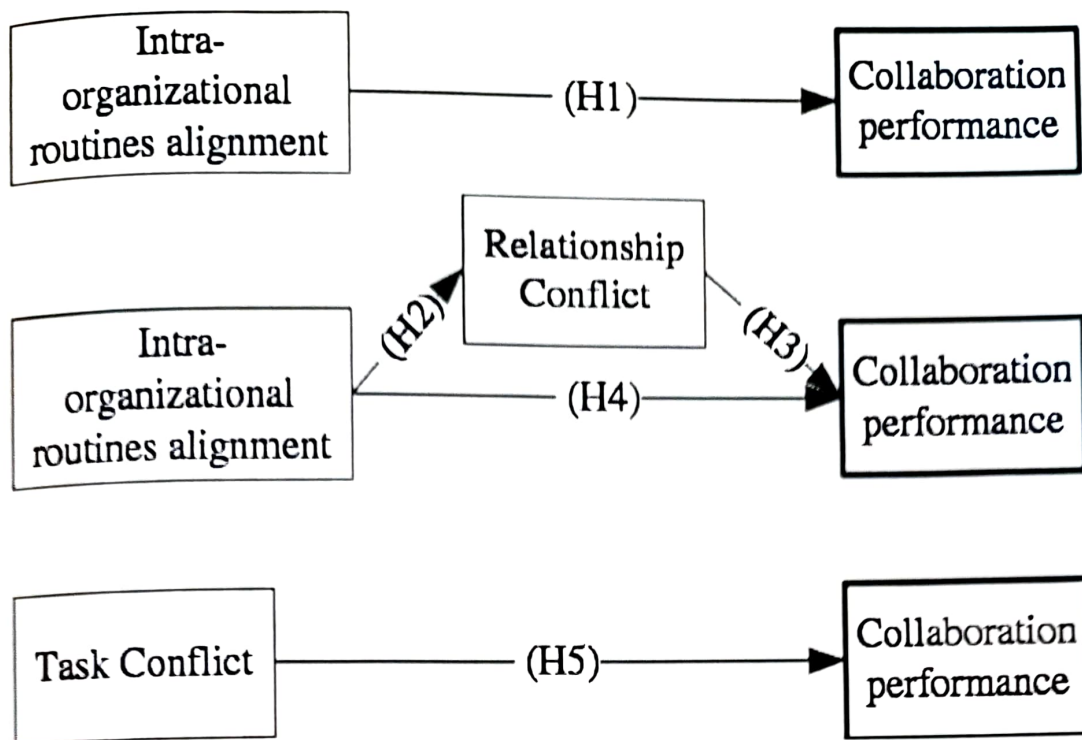 Intra-
organizational
routines alignment
(H1)
Collaboration
performance
Relationship
Conflict
(H2)
(H3)
Intra-
organizational
routines alignment
(H4)
Collaboration
performance
Task Conflict
(H5)
Collaboration
performance